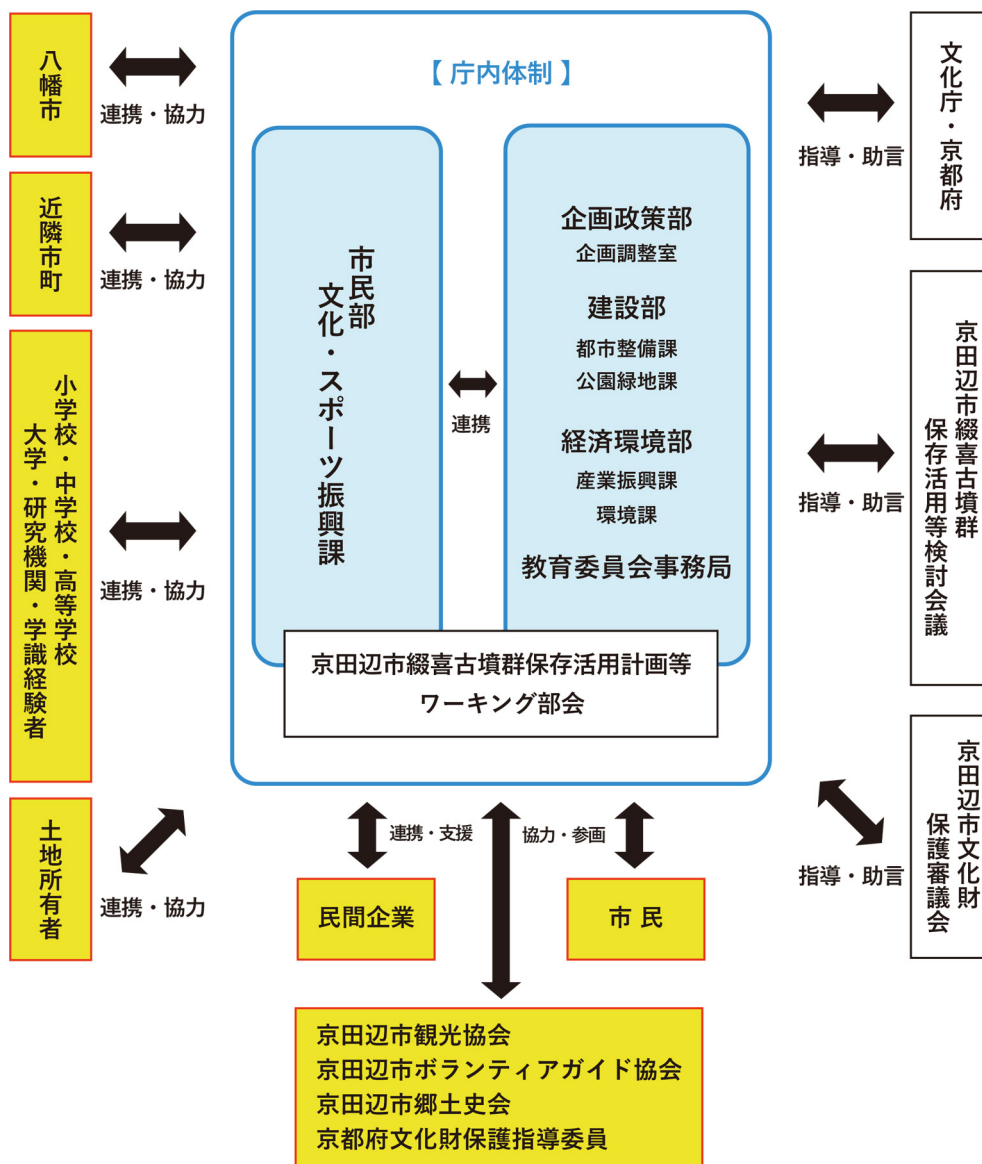 八幡市
連携・協力
近隣市町
連携・協力
小学校・中学校・高等学校
大学・研究機関・学識経験者
連携・協力
土地所有者
連携・協力
【 庁内体制 】
市民部
文化・スポーツ振興課
連携
企画政策部
企画調整室
建設部
都市整備課
公園緑地課
経済環境部
産業振興課
環境課
教育委員会事務局
京田辺市綴喜古墳群保存活用計画等
ワーキング部会
文化庁・京都府
指導・助言
京田辺市綴喜古墳群
保存活用等検討会議
指導・助言
京田辺市文化財
保護審議会
指導・助言
連携・支援
協力・参画
民間企業
市 民
京田辺市観光協会
京田辺市ボランティアガイド協会
京田辺市郷土史会
京都府文化財保護指導委員